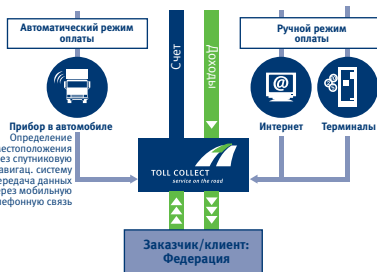 Автоматический режим
оплаты
Счет
Доходы
Ручной режим
оплаты
@
Прибор в автомобиле
Определение
местоположения
через спутниковую
навигац. систему
передача данных
через мобильную
телефонную связь
Интернет
Терминалы
TOLL COLLECT
service on the road
Заказчик/клиент:
Федерация